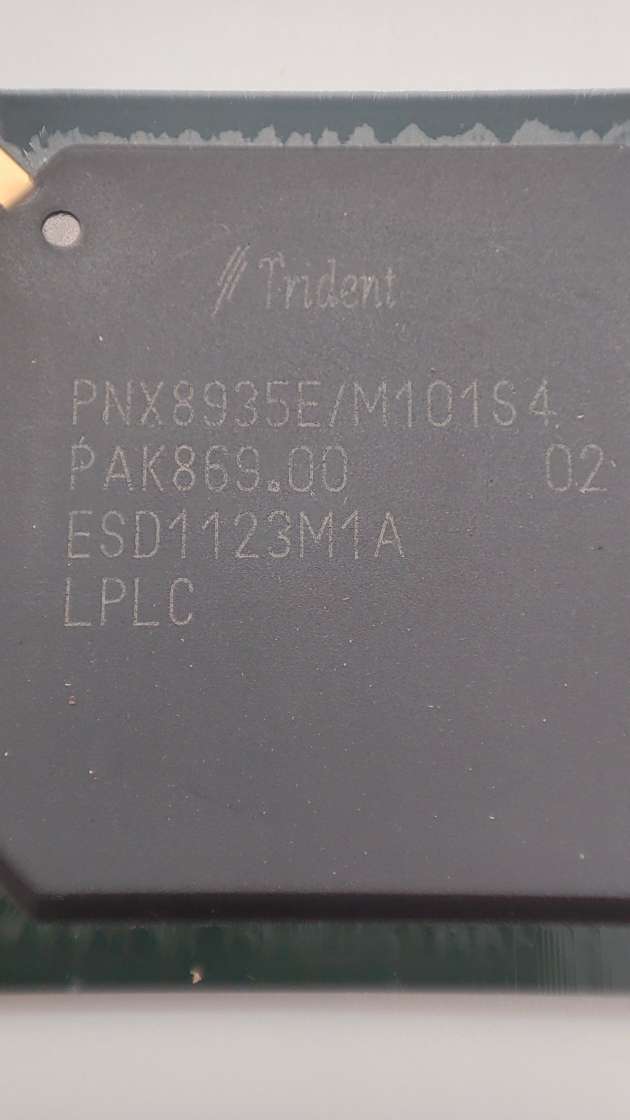 Trident
PNX8935E/M101S4
PAK869.00 02
ESD1123M1A
LPLC